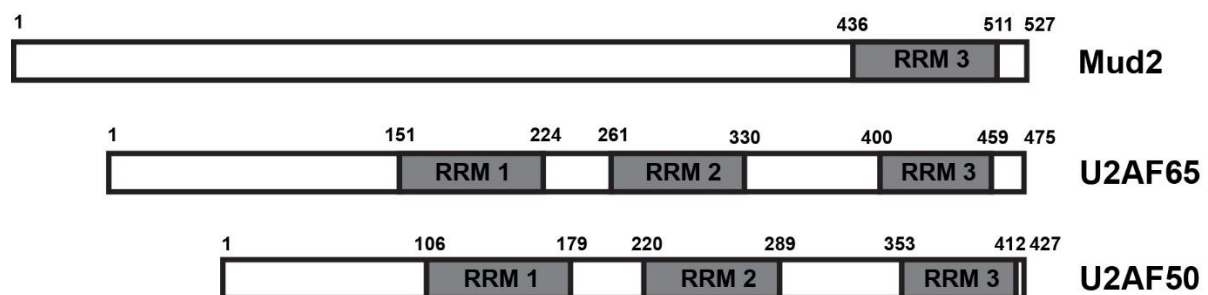 1 436 511 527
RRM 3 Mud2
1 151 224 261 330 400 459 475
RRM 1 RRM 2 RRM 3 U2AF65
1 106 179 220 289 353 412 427
RRM 1 RRM 2 RRM 3 U2AF50